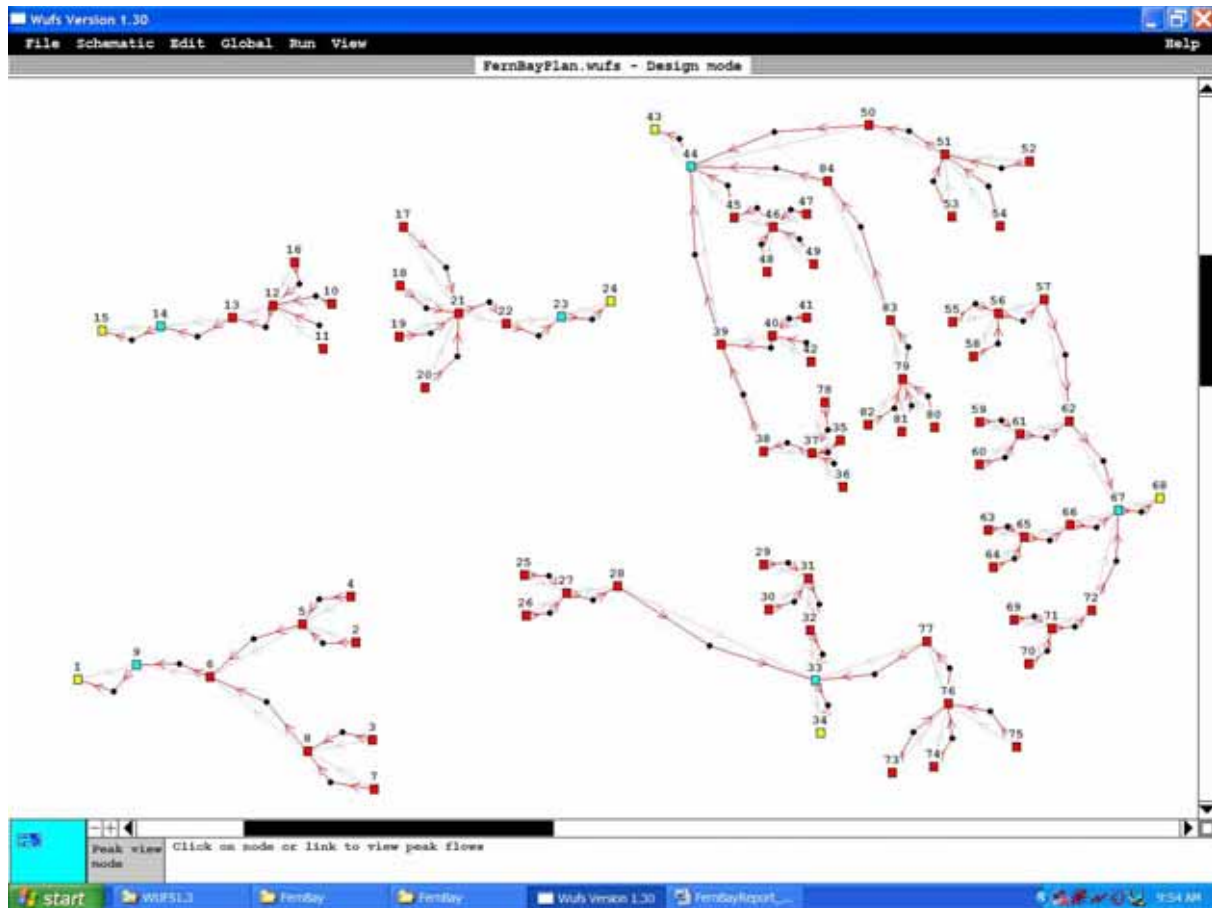 Wufs Version 1.30
File Schematic Edit Global Run View Help
FernBayPlan.wufs - Design mode
43 50
44 51 52
84
17 45 46 47 53 54
16 18 48 49
15 14 13 12 10 21 22 23 24 41 83 55 56 57
11 19 39 40 42 58
20 79
78 82 81 80 59 61 62
38 37 35 60
36 67 68
63 65 66
64
25 27 28 29 31
4 26 30 32 69 71 72
5 2 77 70
1 9 6 33
76
8 3 34
7 73 74 75
Peak view mode
Click on node or link to view peak flows
start WUFS1.3 FernBay FernBay Wufs Version 1.30 FernBayReport_... 9:54 AM